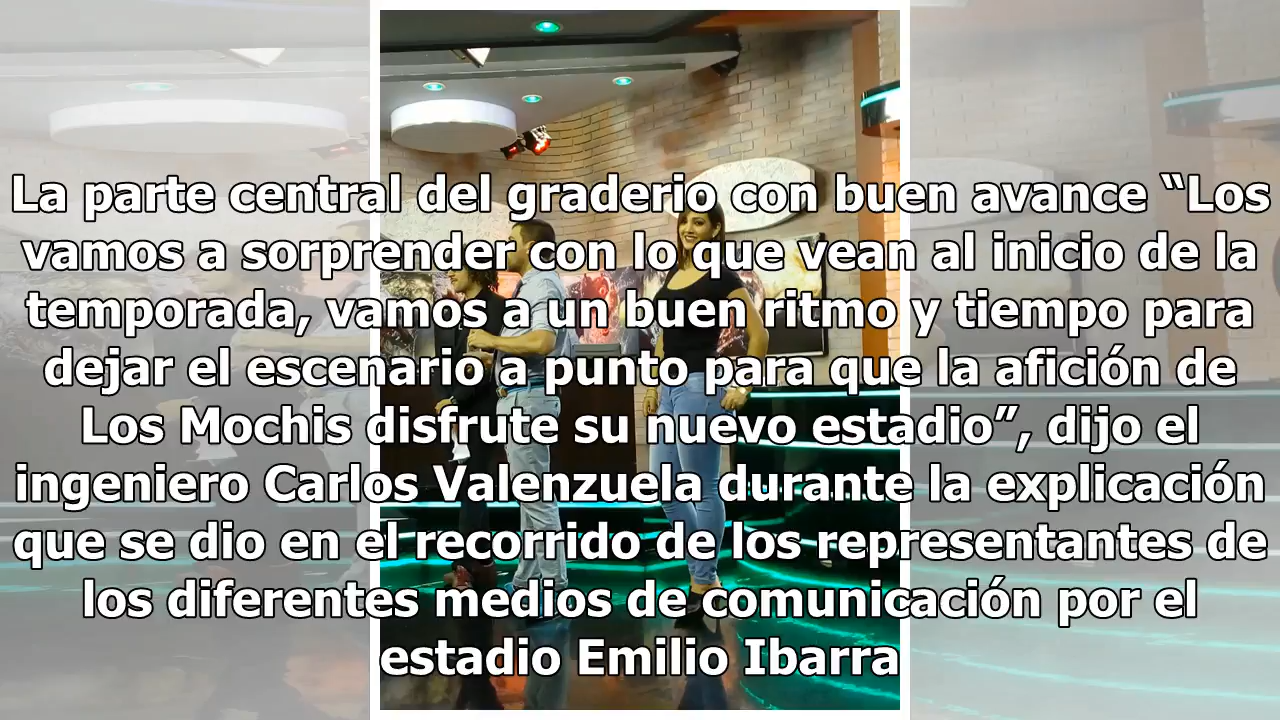 La parte central del graderio con buen avance “Los
vamos a sorprender con lo que vean al inicio de la
temporada, vamos a un buen ritmo y tiempo para
dejar el escenario a punto para que la afición de
Los Mochis disfrute su nuevo estadio”, dijo el
ingeniero Carlos Valenzuela durante la explicación
que se dio en el recorrido de los representantes de
los diferentes medios de comunicación por el
estadio Emilio Ibarra